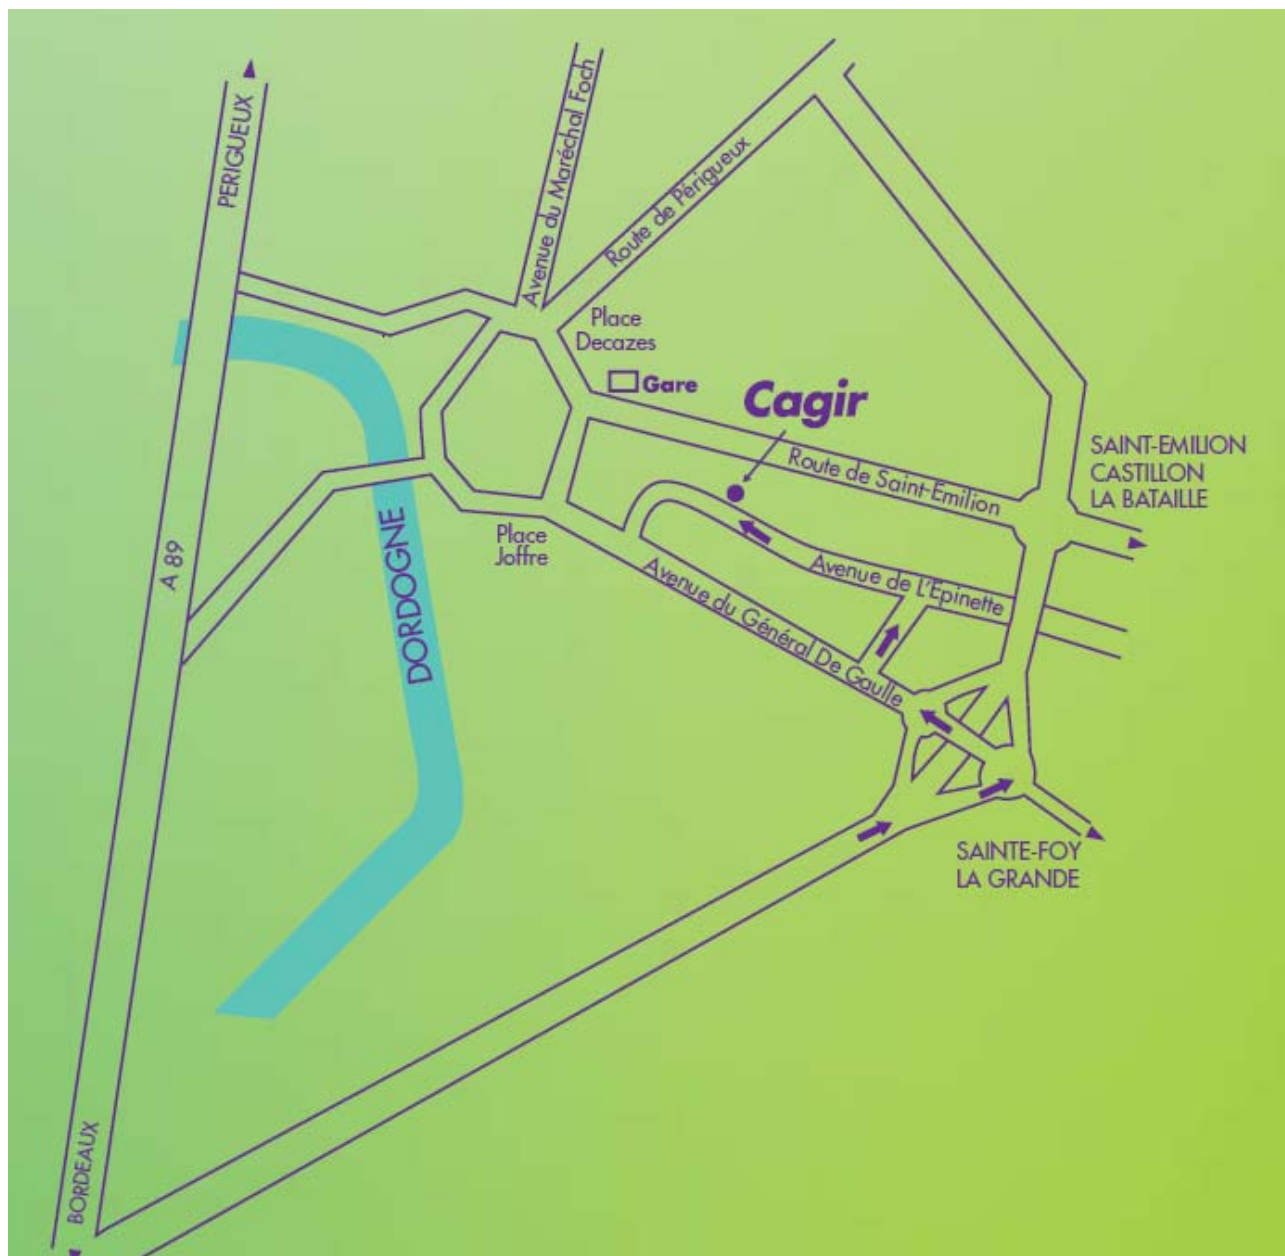 PERIGUEUX
Avenue du Maréchal Foch
Route de Périgueux
Place
Decazes
Gare
Cagir
Route de Saint-Emilion
SAINT-EMILION
CASTILLON
LA BATAILLE
A 89
DORDOGNE
Place
Joffre
Avenue de L'Epinette
Avenue du Général De Gaulle
SAINTE-FOY
LA GRANDE
BORDEAUX